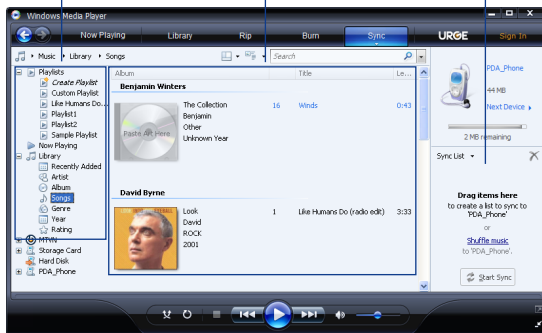 Windows Media Player
Now Playing Library Rip Burn Sync URGE Sign In
Music Library Songs Search
Playlists
Create Playlist
Custom Playlist
Like Humans Do...
Playlist1
Playlist2
Sample Playlist
Now Playing
Library
Recently Added
Artist
Album
Songs
Genre
Year
Rating
MTVN
Storage Card
Hard Disk
PDA_Phone
Album Title Le...
Benjamin Winters
Paste Art Here
The Collection 16 Winds 0:43
Benjamin
Other
Unknown Year
David Byrne
Look 1 Like Humans Do (radio edit) 3:33
David
ROCK
2001
PDA_Phone
44 MB
Next Device
2 MB remaining
Sync List
Drag items here
to create a list to sync to
'PDA_Phone'
or
Shuffle music
to 'PDA_Phone'.
Start Sync